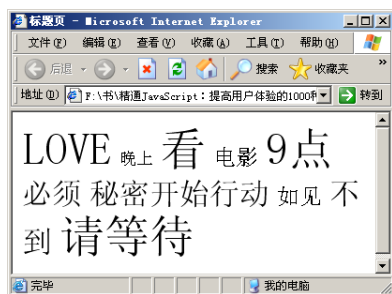 标题页 - Microsoft Internet Explorer
文件(F) 编辑(E) 查看(V) 收藏(A) 工具(T) 帮助(H)
后退 搜索 收藏夹 »
地址(D) F:\书\精通JavaScript：提高用户体验的1000 转到
LOVE 晚上 看 电影 9点
必须 秘密开始行动 如见 不
到 请等待
完毕 我的电脑